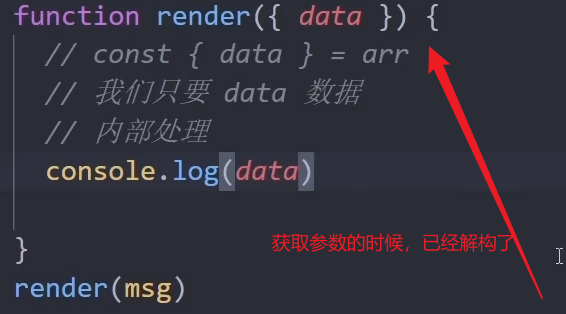 function render({ data }) {
// const { data } = arr
// 我们只要 data 数据
// 内部处理
console.log(data)
获取参数的时候，已经解构了
}
render(msg)